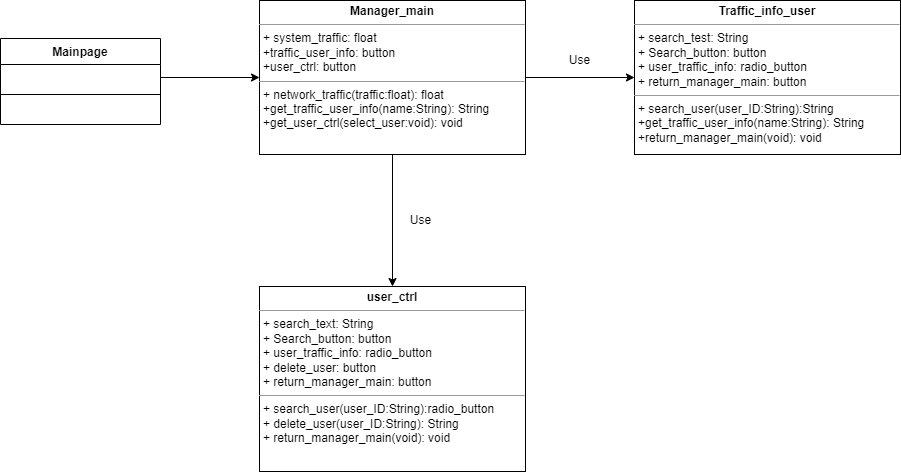 Mainpage
Manager_main
+ system_traffic: float
+traffic_user_info: button
+user_ctrl: button
+ network_traffic(traffic:float): float
+get_traffic_user_info(name:String): String
+get_user_ctrl(select_user:void): void
Use
Traffic_info_user
+ search_test: String
+ Search_button: button
+ user_traffic_info: radio_button
+ return_manager_main: button
+ search_user(user_ID:String):String
+get_traffic_user_info(name:String): String
+return_manager_main(void): void
Use
user_ctrl
+ search_text: String
+ Search_button: button
+ user_traffic_info: radio_button
+ delete_user: button
+ return_manager_main: button
+ search_user(user_ID:String):radio_button
+ delete_user(user_ID:String): String
+ return_manager_main(void): void